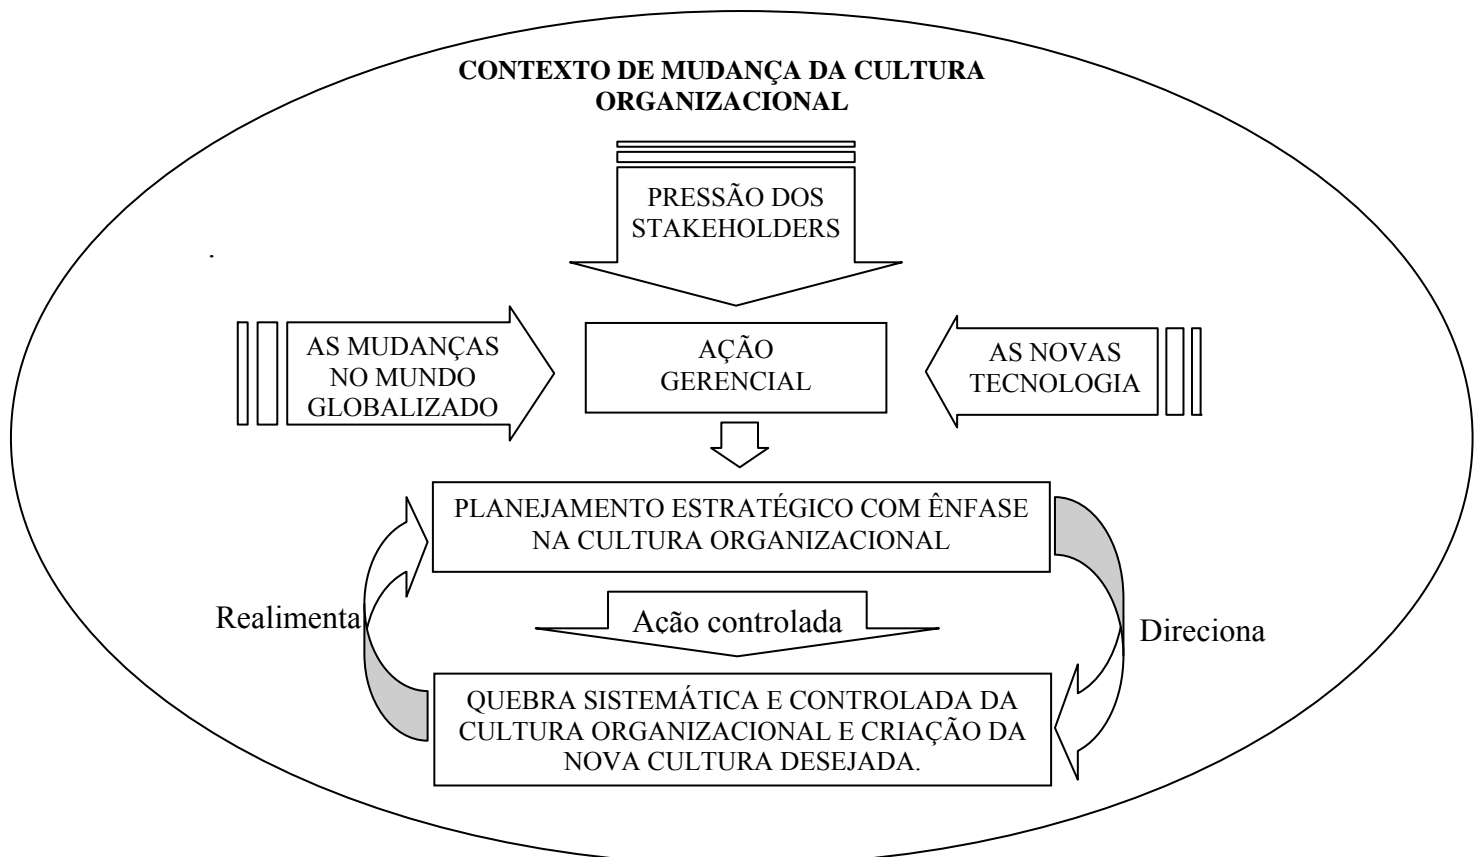 CONTEXTO DE MUDANÇA DA CULTURA
ORGANIZACIONAL
PRESSÃO DOS
STAKEHOLDERS
AS MUDANÇAS
NO MUNDO
GLOBALIZADO
AÇÃO
GERENCIAL
AS NOVAS
TECNOLOGIA
PLANEJAMENTO ESTRATÉGICO COM ÊNFASE
NA CULTURA ORGANIZACIONAL
Realimenta
Ação controlada
Direciona
QUEBRA SISTEMÁTICA E CONTROLADA DA
CULTURA ORGANIZACIONAL E CRIAÇÃO DA
NOVA CULTURA DESEJADA.